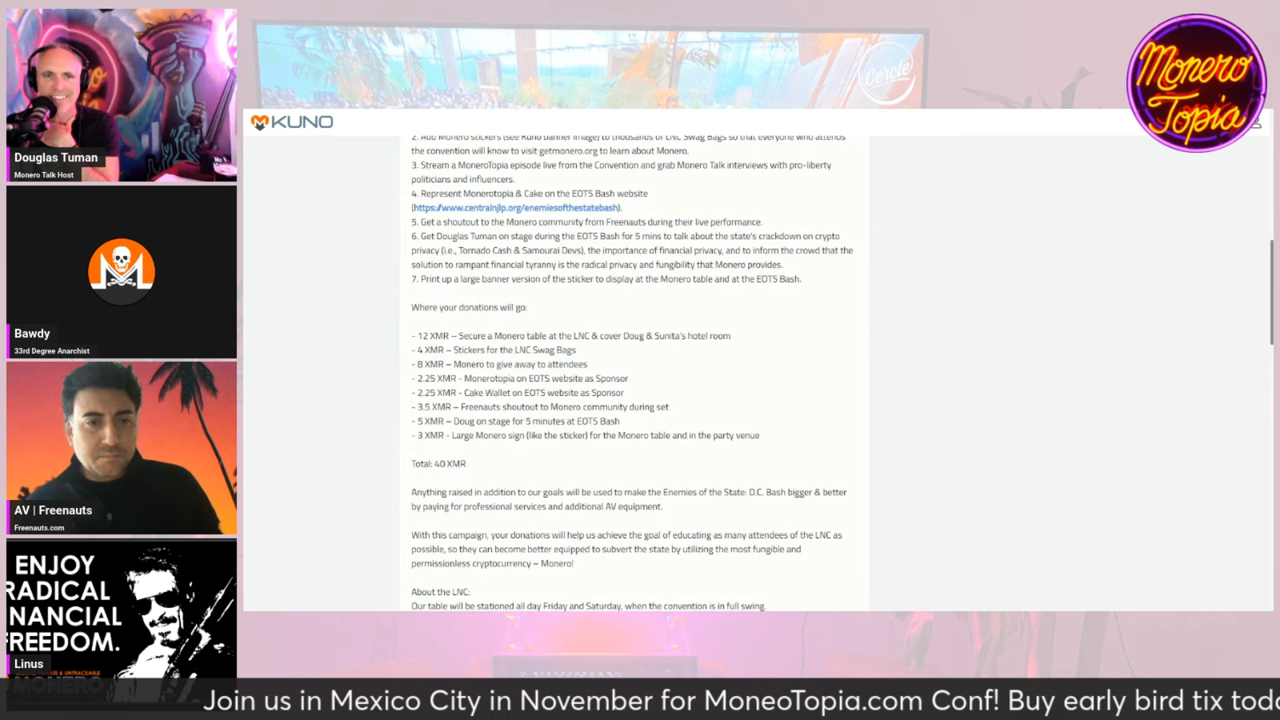 Douglas Tuman
Monero Talk Host
Bawdy
33rd Degree Anarchist
AV | Freenauts
Freenauts.com
ENJOY
RADICAL
NANCIAL
FREEDOM.
& UNTRACEABLE
Linus
Cercle
Monero
Topia
KUNO
2. Add Monero stickers (see Kuno banner image) to thousands of LNC Swag Bags so that everyone who attends
the convention will know to visit getmonero.org to learn about Monero.
3. Stream a MoneroTopia episode live from the Convention and grab Monero Talk interviews with pro-liberty
politicians and influencers.
4. Represent Monerotopia & Cake on the EOTS Bash website
(https://www.centralnjlp.org/enemiesofthestatebash).
5. Get a shoutout to the Monero community from Freenauts during their live performance.
6. Get Douglas Tuman on stage during the EOTS Bash for 5 mins to talk about the state's crackdown on crypto
privacy (i.e., Tornado Cash & Samourai Devs), the importance of financial privacy, and to inform the crowd that the
solution to rampant financial tyranny is the radical privacy and fungibility that Monero provides.
7. Print up a large banner version of the sticker to display at the Monero table and at the EOTS Bash.
Where your donations will go:
- 12 XMR – Secure a Monero table at the LNC & cover Doug & Sunita's hotel room
- 4 XMR – Stickers for the LNC Swag Bags
- 8 XMR – Monero to give away to attendees
- 2.25 XMR - Monerotopia on EOTS website as Sponsor
- 2.25 XMR - Cake Wallet on EOTS website as Sponsor
- 3.5 XMR – Freenauts shoutout to Monero community during set
- 5 XMR – Doug on stage for 5 minutes at EOTS Bash
- 3 XMR - Large Monero sign (like the sticker) for the Monero table and in the party venue
Total: 40 XMR
Anything raised in addition to our goals will be used to make the Enemies of the State: D.C. Bash bigger & better
by paying for professional services and additional AV equipment.
With this campaign, your donations will help us achieve the goal of educating as many attendees of the LNC as
possible, so they can become better equipped to subvert the state by utilizing the most fungible and
permissionless cryptocurrency – Monero!
About the LNC:
Our table will be stationed all day Friday and Saturday, when the convention is in full swing.
Join us in Mexico City in November for MoneoTopia.com Conf! Buy early bird tix toda